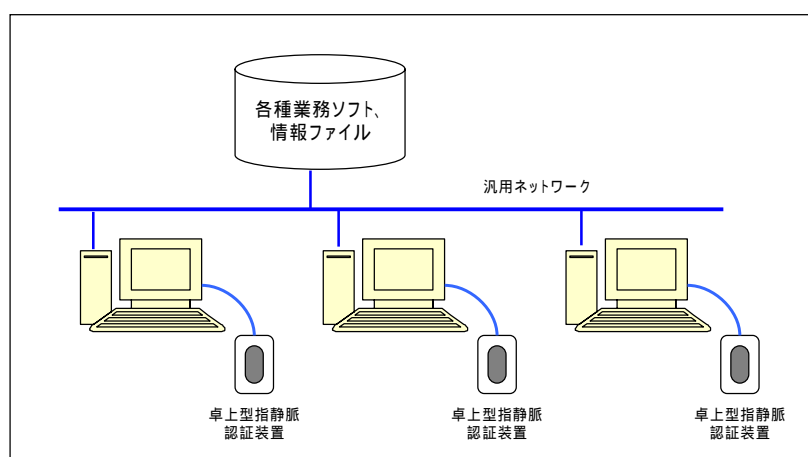 各種業務ソフト、
情報ファイル
汎用ネットワーク
卓上型指静脈
認証装置
卓上型指静脈
認証装置
卓上型指静脈
認証装置